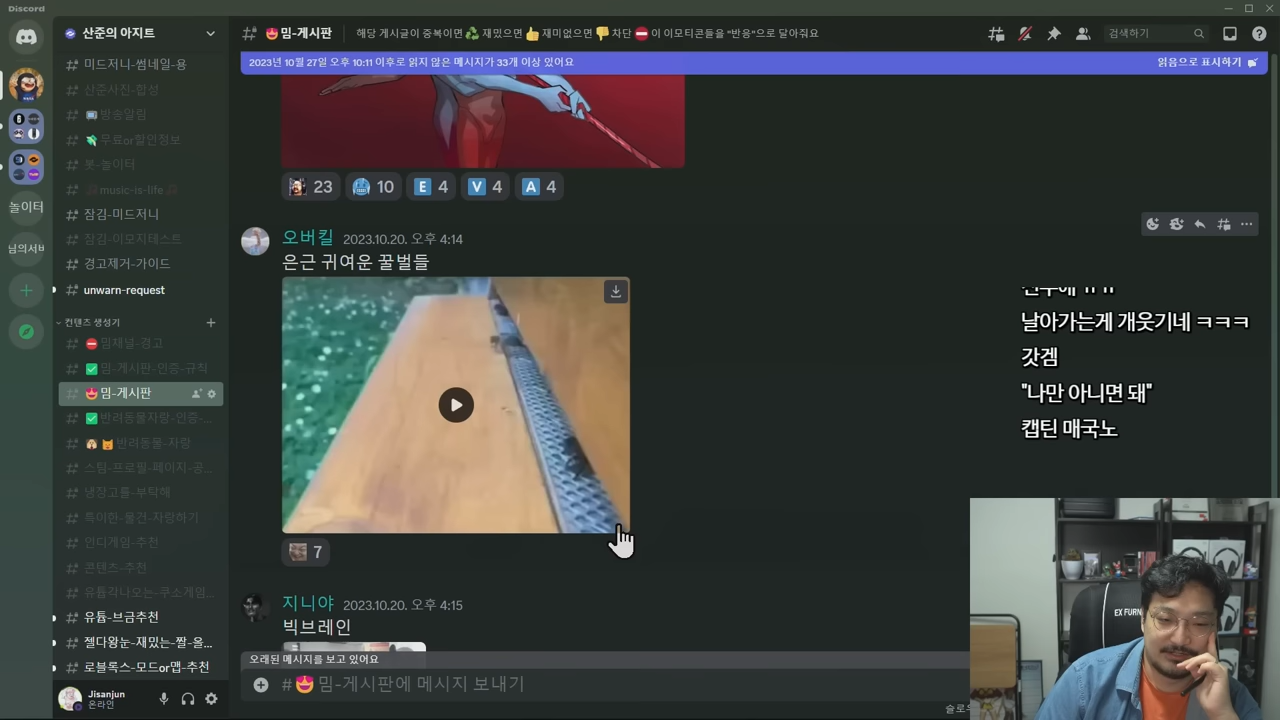 Discord
산준의 아지트
미드저니-썸네일-용
산준사진-합성
방송알림
무료or할인정보
봇-놀이터
music-is-life
잠김-미드저니
잠김-이모지테스트
경고제거-가이드
unwarn-request
컨텐츠 생성기
밈채널-경고
밈-게시판-인증-규칙
밈-게시판
반려동물자랑-인증-...
반려동물-자랑
스팀-프로필-페이지-공...
냉장고를-부탁해
특이한-물건-자랑하기
인디게임-추천
콘텐츠-추천
유튭각나오는-쿠소게임...
유튭-브금추천
젤다왕눈-재밌는-짤-올...
로블록스-모드or맵-추천
Jisanjun
온라인
놀이터
님의서버
밈-게시판
해당 게시글이 중복이면 ♻ 재밌으면 👍 재미없으면 👎 차단 ⛔ 이 이모티콘들을 "반응"으로 달아줘요
검색하기
2023년 10월 27일 오후 10:11 이후로 읽지 않은 메시지가 33개 이상 있어요
읽음으로 표시하기
23 10 E 4 V 4 A 4
오버킬 2023.10.20. 오후 4:14
은근 귀여운 꿀벌들
7
지니야 2023.10.20. 오후 4:15
빅브레인
오래된 메시지를 보고 있어요
#😍밈-게시판에 메시지 보내기
날아가는게 개웃기네 ㅋㅋㅋ
갓겜
"나만 아니면 돼"
캡틴 매국노
EX FURN